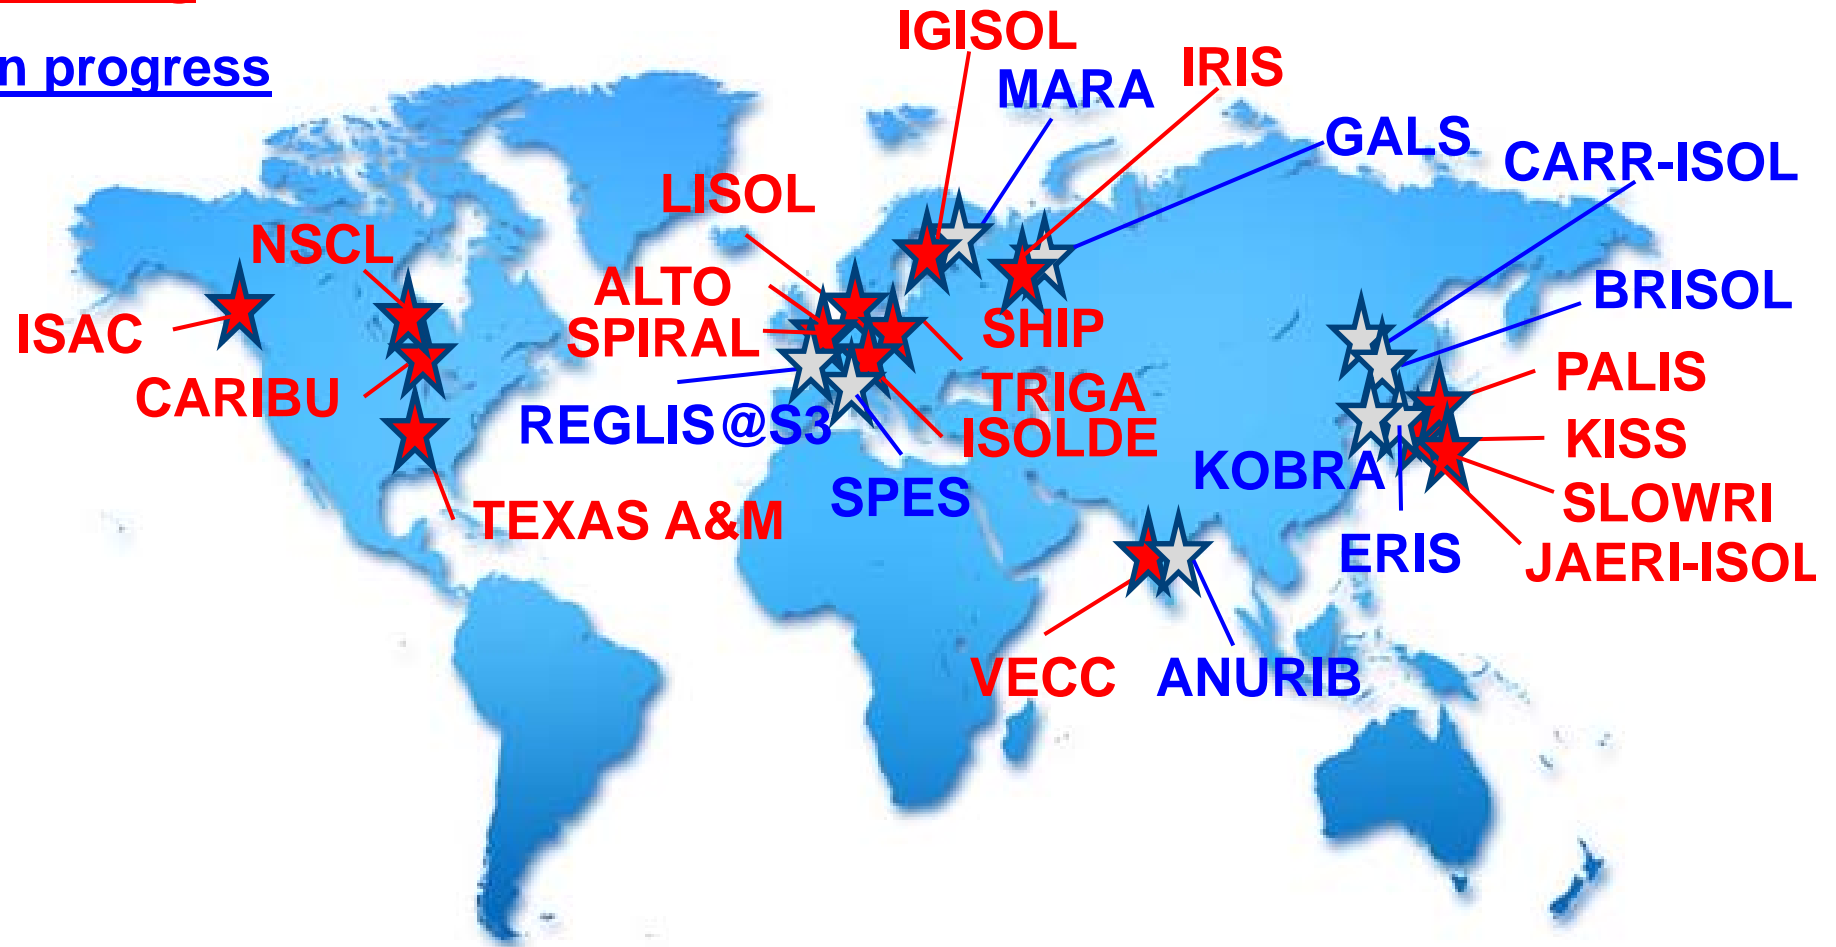 n progress
IGISOL
IRIS
MARA
GALS
CARR-ISOL
LISOL
NSCL
ALTO
BRISOL
ISAC
SPIRAL
SHIP
CARIBU
TRIGA
PALIS
REGLIS@S3
ISOLDE
KISS
SPES
KOBRA
SLOWRI
TEXAS A&M
ERIS
JAERI-ISOL
VECC
ANURIB